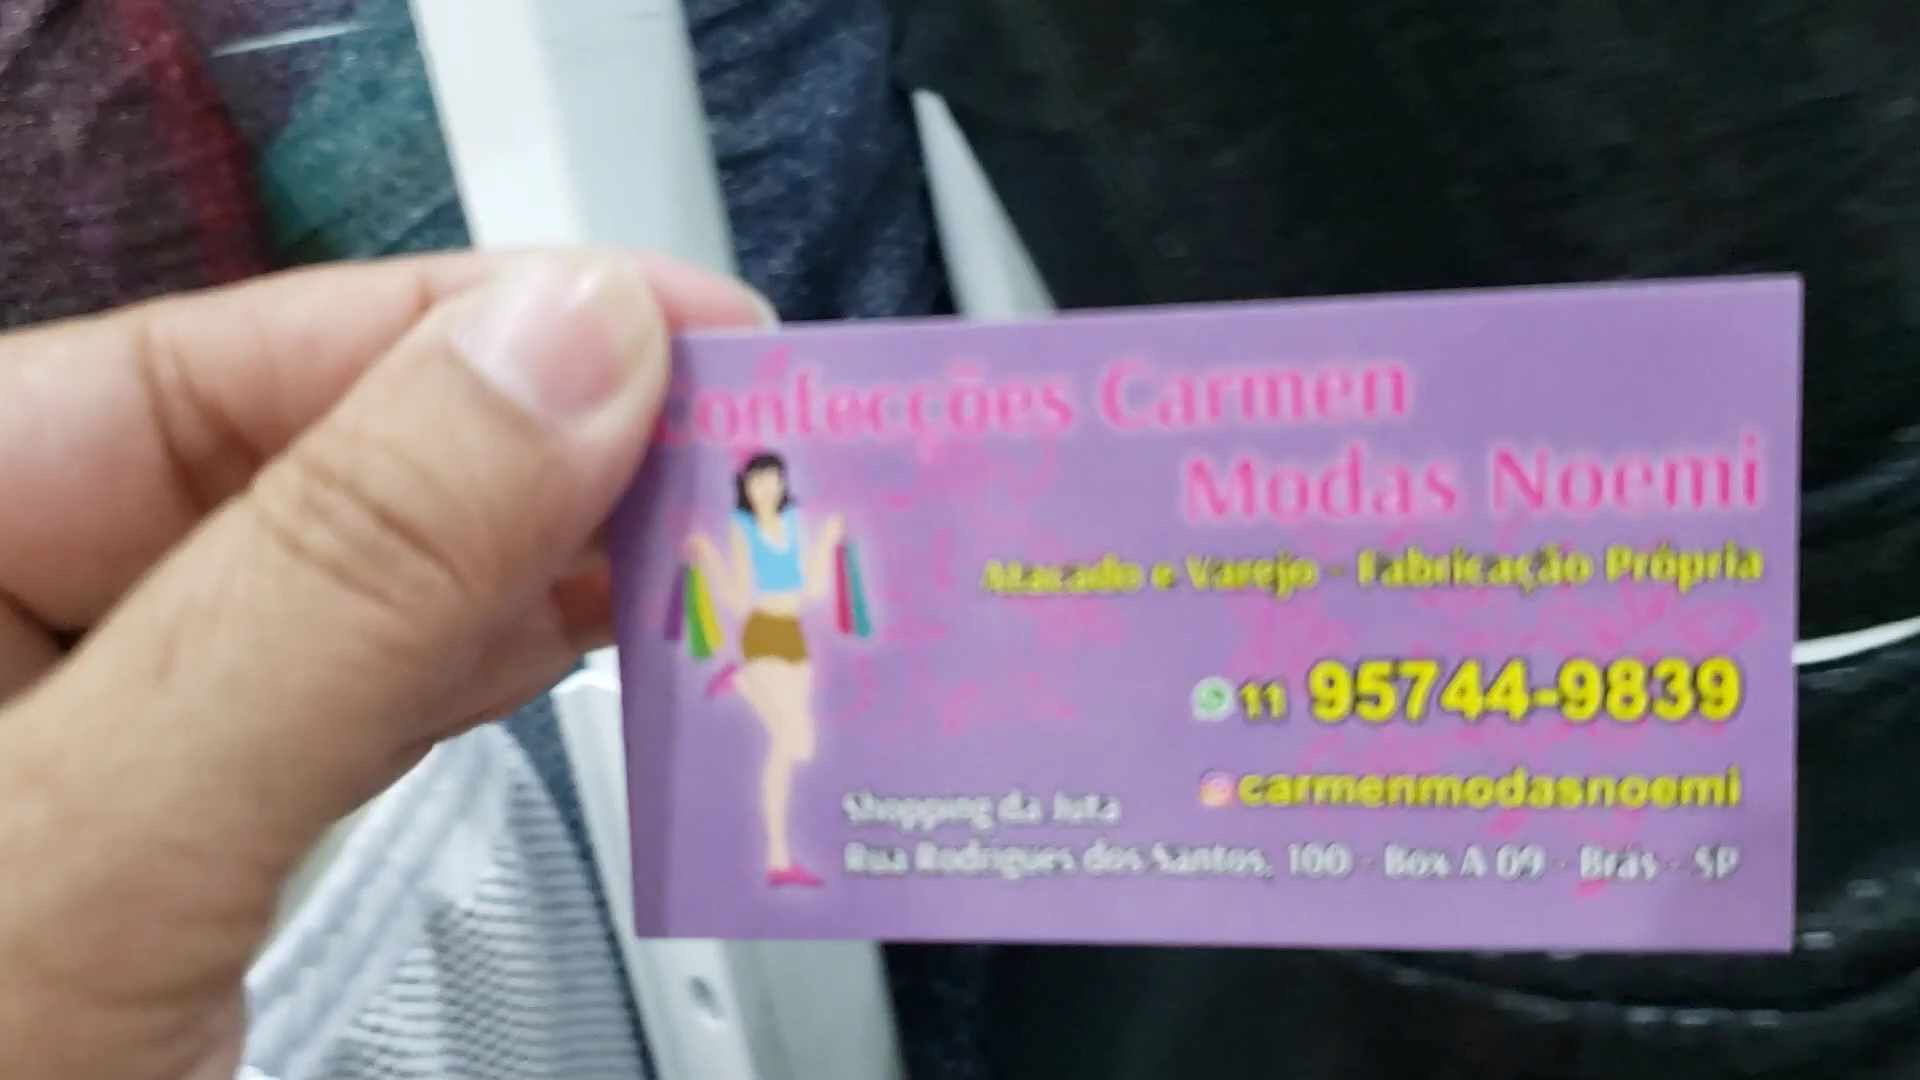 Confecções Carmen
Modas Noemi
Atacado e Varejo - Fabricação Própria
11 95744-9839
carmenmodasnoemi
Shopping da Juta
Rua Rodrigues dos Santos, 100 - Box A 09 - Brás - SP